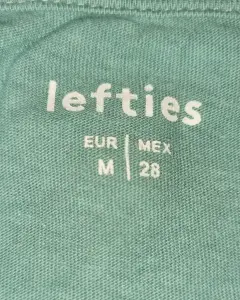 lefties
EUR | MEX
M | 28